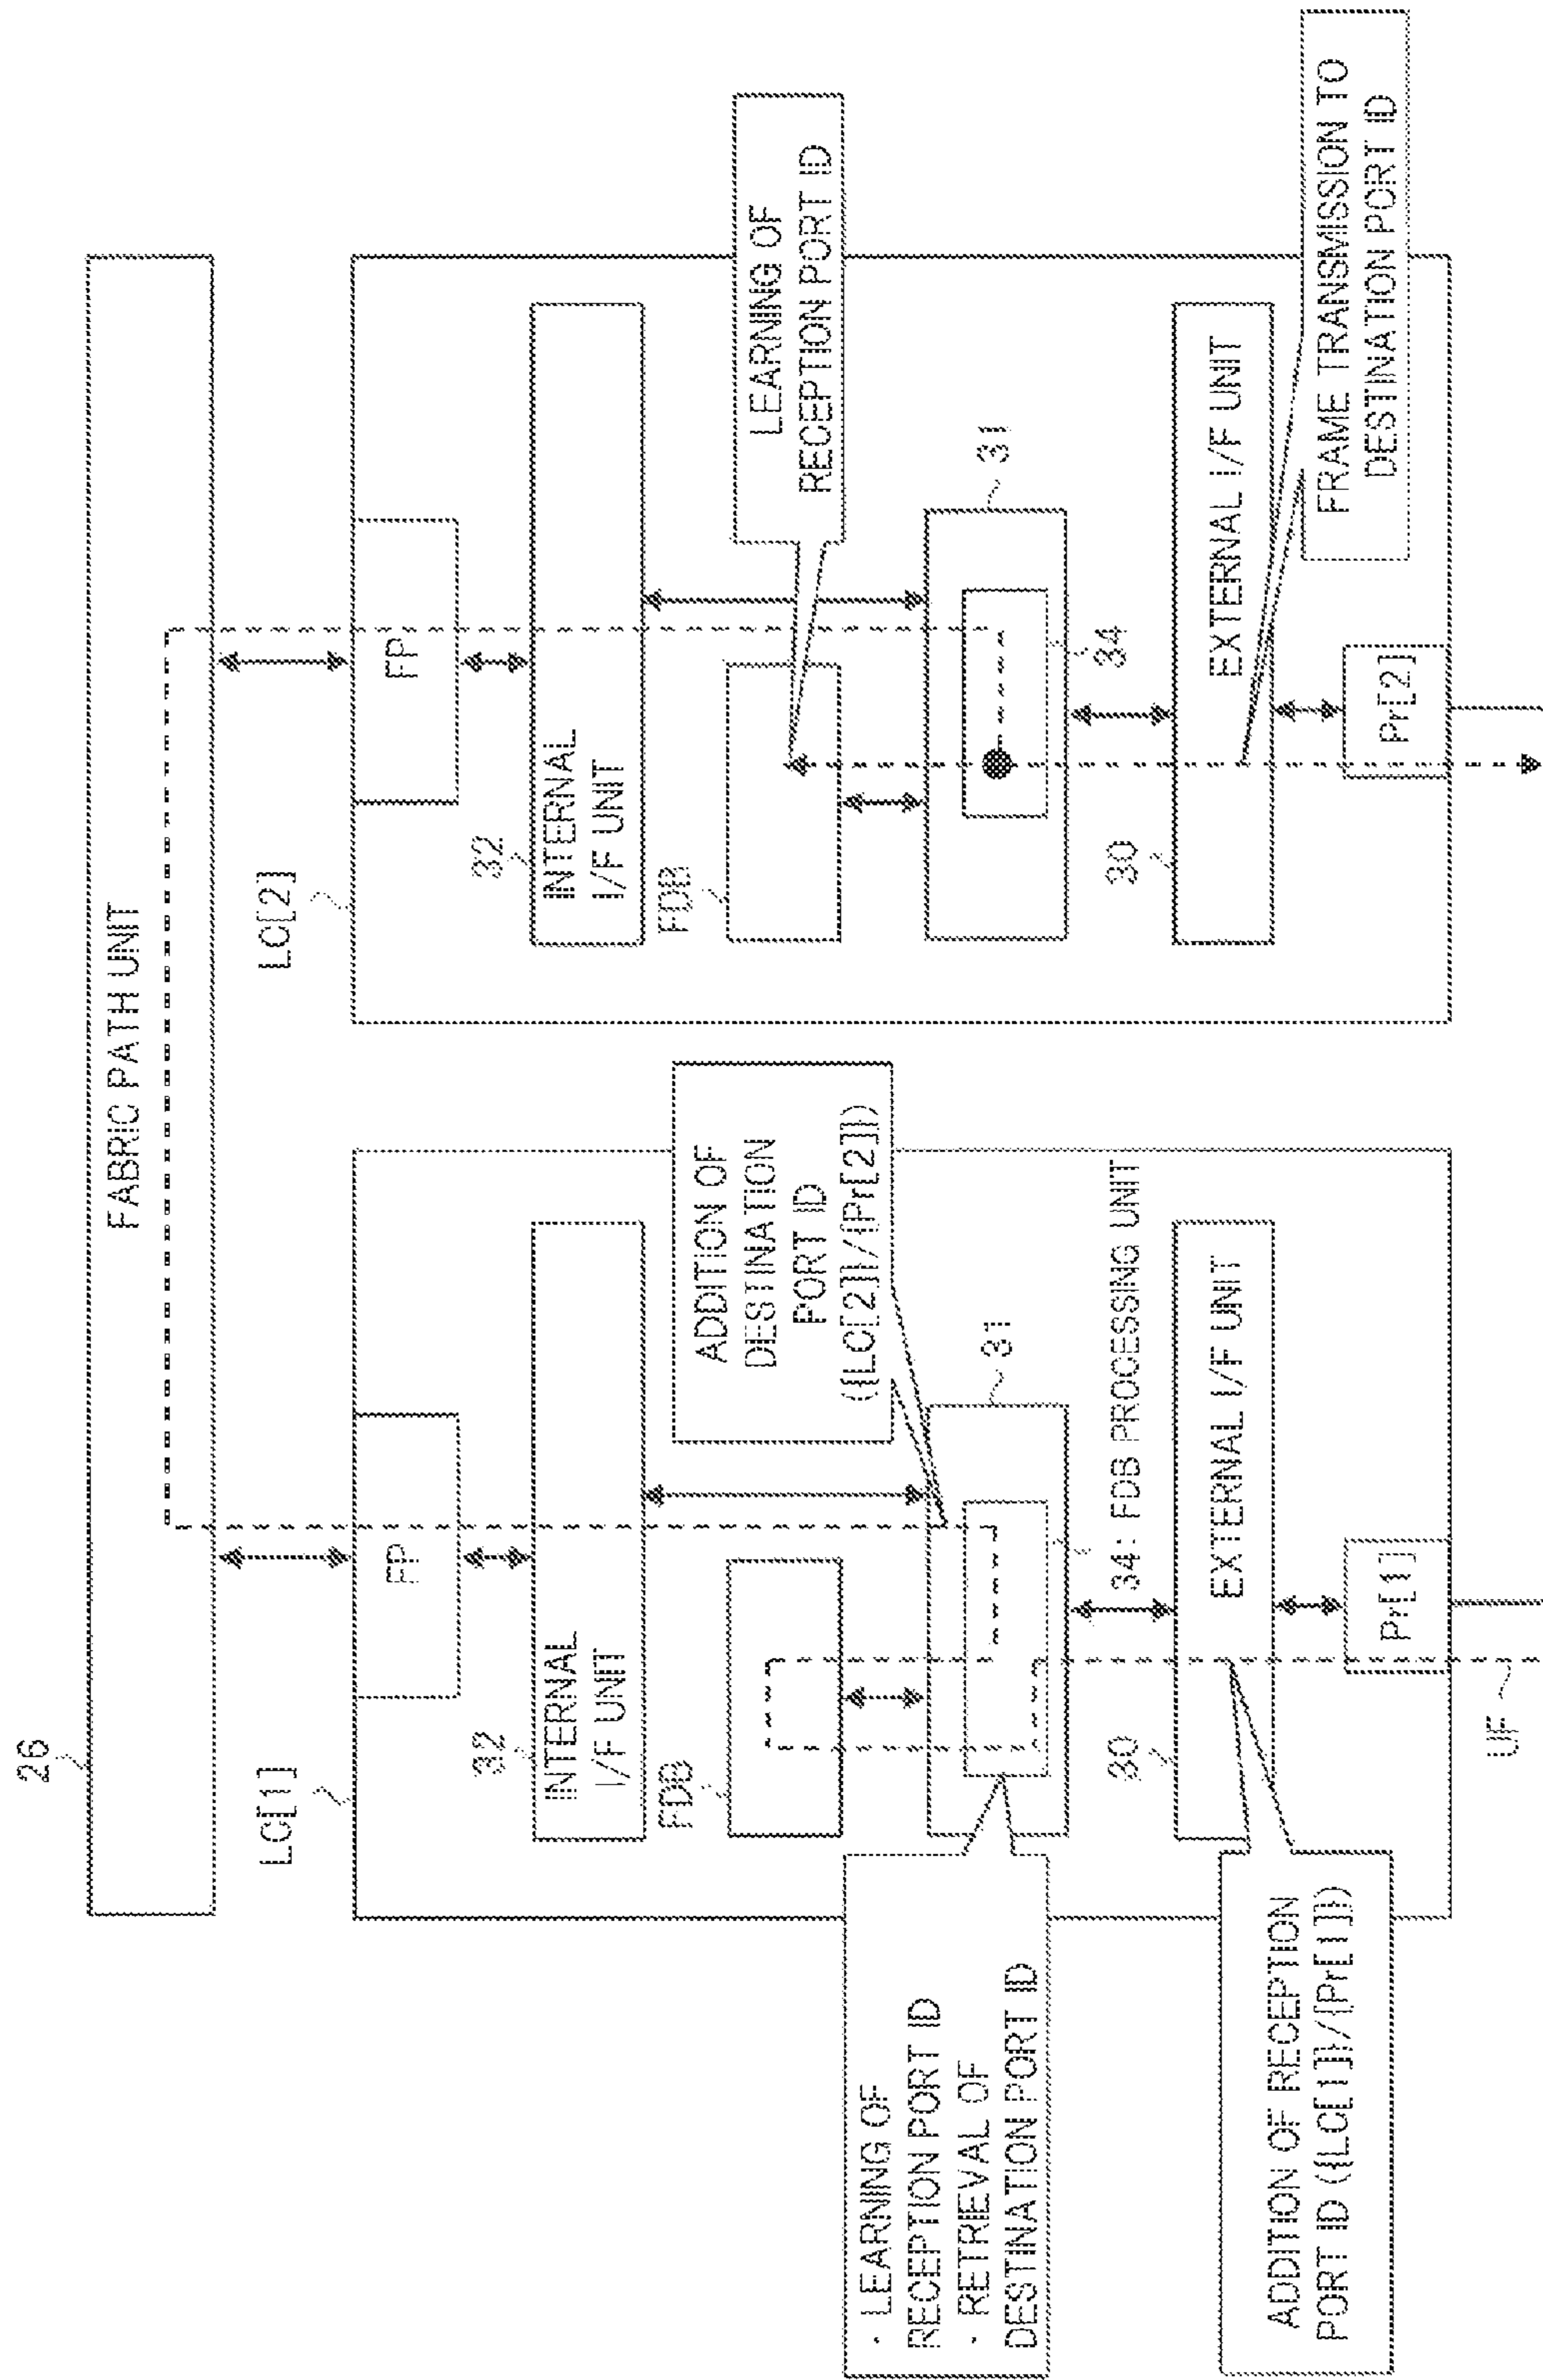 26
FABRIC PATH UNIT
LC[1]
FP
32
INTERNAL
I/F UNIT
FDB
ADDITION OF
DESTINATION
PORT ID
({LC[2]}/{Pr[2]})
31
34: FDB PROCESSING UNIT
· LEARNING OF
RECEPTION PORT ID
· RETRIEVAL OF
DESTINATION PORT ID
30
EXTERNAL I/F UNIT
Pr[1]
ADDITION OF RECEPTION
PORT ID ({LC[1]}/{Pr[1]})
UF
LC[2]
FP
32
INTERNAL
I/F UNIT
FDB
LEARNING OF
RECEPTION PORT ID
31
34
30
EXTERNAL I/F UNIT
Pr[2]
FRAME TRANSMISSION TO
DESTINATION PORT ID